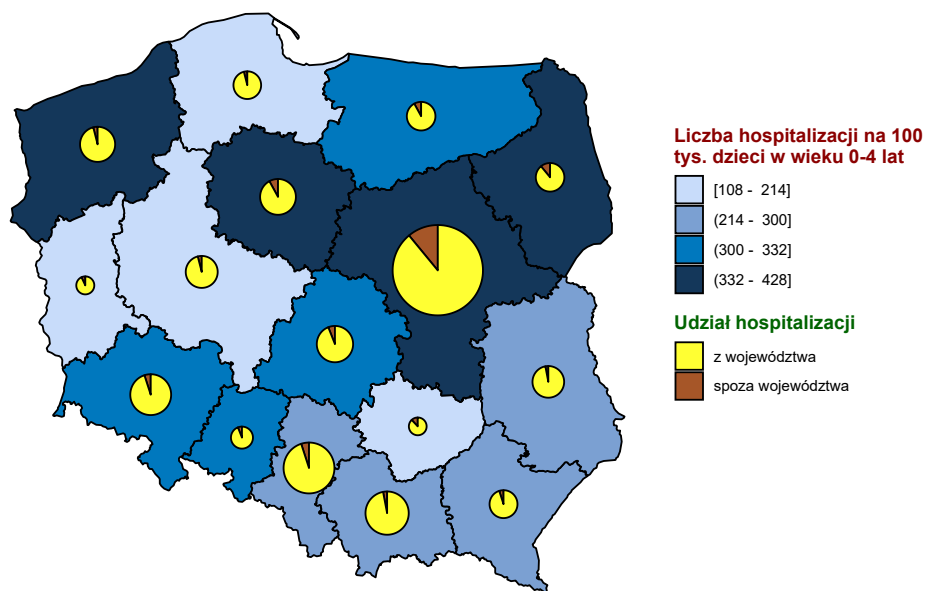 Liczba hospitalizacji na 100
tys. dzieci w wieku 0-4 lat
[108 - 214]
(214 - 300]
(300 - 332]
(332 - 428]
Udział hospitalizacji
z województwa
spoza województwa